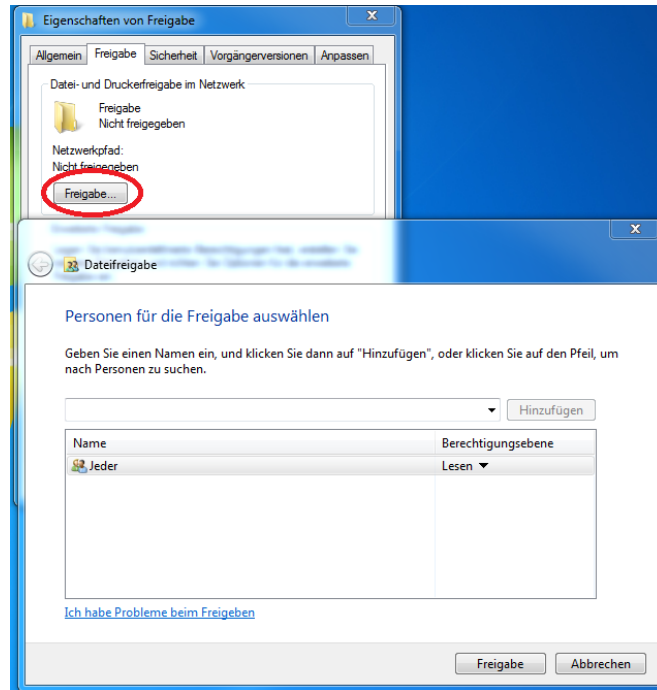 Eigenschaften von Freigabe
Allgemein Freigabe Sicherheit Vorgängerversionen Anpassen
Datei- und Druckerfreigabe im Netzwerk
Freigabe
Nicht freigegeben
Netzwerkpfad:
Nicht freigegeben
Freigabe...
Dateifreigabe
Personen für die Freigabe auswählen
Geben Sie einen Namen ein, und klicken Sie dann auf "Hinzufügen", oder klicken Sie auf den Pfeil, um
nach Personen zu suchen.
Hinzufügen
Name Berechtigungsebene
Jeder Lesen
Ich habe Probleme beim Freigeben
Freigabe Abbrechen